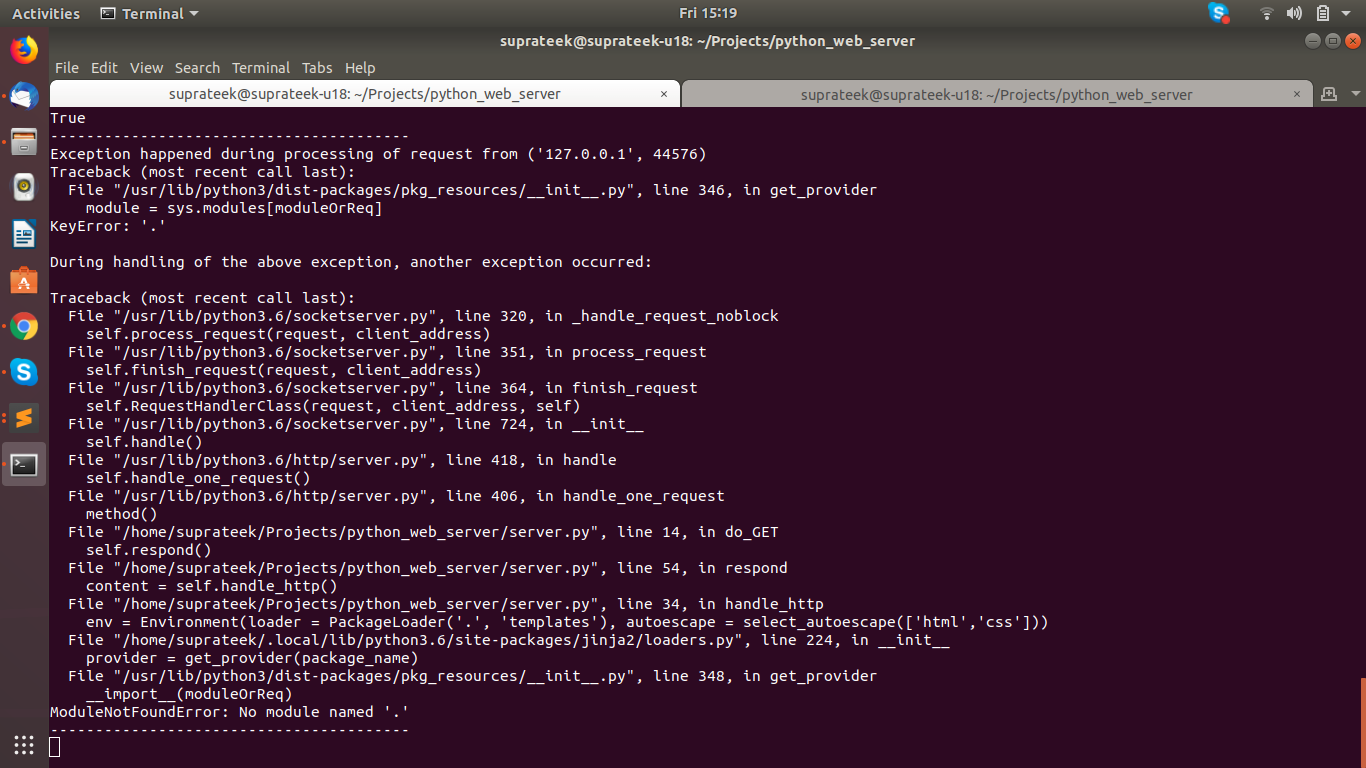 Activities Terminal Fri 15:19
suprateek@suprateek-u18: ~/Projects/python_web_server
File Edit View Search Terminal Tabs Help
suprateek@suprateek-u18: ~/Projects/python_web_server × suprateek@suprateek-u18: ~/Projects/python_web_server ×
True
----------------------------------------
Exception happened during processing of request from ('127.0.0.1', 44576)
Traceback (most recent call last):
  File "/usr/lib/python3/dist-packages/pkg_resources/__init__.py", line 346, in get_provider
    module = sys.modules[moduleOrReq]
KeyError: '.'

During handling of the above exception, another exception occurred:

Traceback (most recent call last):
  File "/usr/lib/python3.6/socketserver.py", line 320, in _handle_request_noblock
    self.process_request(request, client_address)
  File "/usr/lib/python3.6/socketserver.py", line 351, in process_request
    self.finish_request(request, client_address)
  File "/usr/lib/python3.6/socketserver.py", line 364, in finish_request
    self.RequestHandlerClass(request, client_address, self)
  File "/usr/lib/python3.6/socketserver.py", line 724, in __init__
    self.handle()
  File "/usr/lib/python3.6/http/server.py", line 418, in handle
    self.handle_one_request()
  File "/usr/lib/python3.6/http/server.py", line 406, in handle_one_request
    method()
  File "/home/suprateek/Projects/python_web_server/server.py", line 14, in do_GET
    self.respond()
  File "/home/suprateek/Projects/python_web_server/server.py", line 54, in respond
    content = self.handle_http()
  File "/home/suprateek/Projects/python_web_server/server.py", line 34, in handle_http
    env = Environment(loader = PackageLoader('.', 'templates'), autoescape = select_autoescape(['html','css']))
  File "/home/suprateek/.local/lib/python3.6/site-packages/jinja2/loaders.py", line 224, in __init__
    provider = get_provider(package_name)
  File "/usr/lib/python3/dist-packages/pkg_resources/__init__.py", line 348, in get_provider
    __import__(moduleOrReq)
ModuleNotFoundError: No module named '.'
----------------------------------------